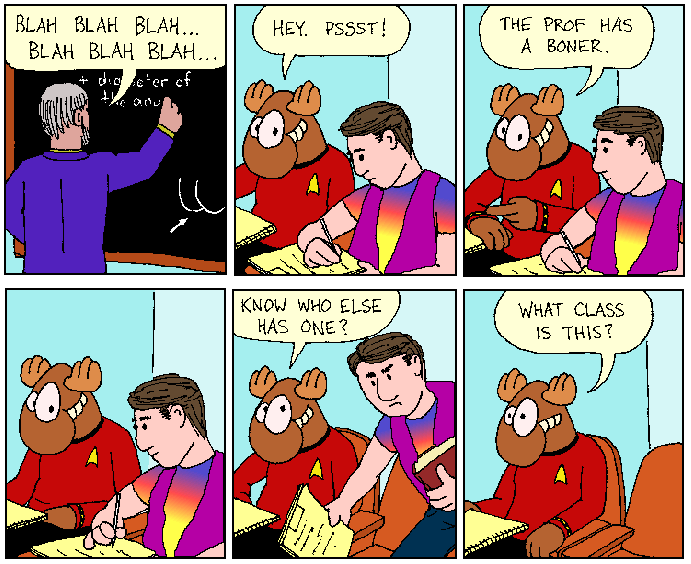 BLAH BLAH BLAH...
BLAH BLAH BLAH...
+ diameter of
the anu
HEY. PSSST!
THE PROF HAS
A BONER.
KNOW WHO ELSE
HAS ONE?
WHAT CLASS
IS THIS?